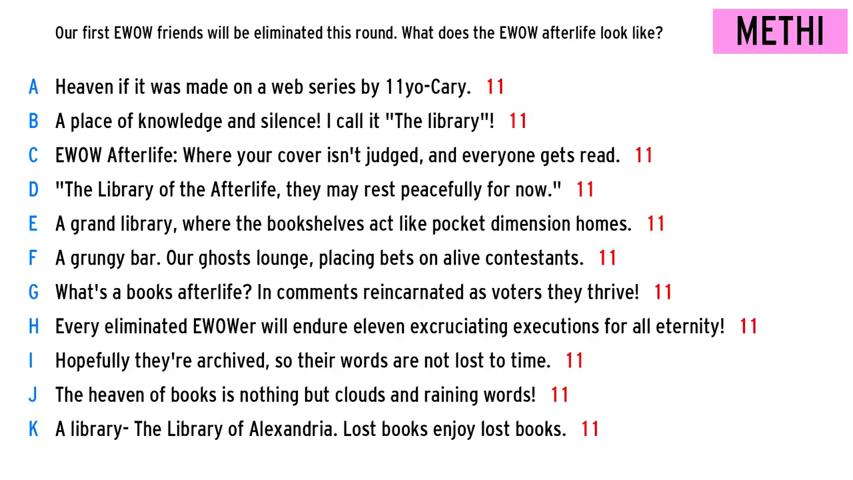 Our first EWOW friends will be eliminated this round. What does the EWOW afterlife look like?
METHI
A Heaven if it was made on a web series by 11yo-Cary. 11
B A place of knowledge and silence! I call it "The library"! 11
C EWOW Afterlife: Where your cover isn't judged, and everyone gets read. 11
D "The Library of the Afterlife, they may rest peacefully for now." 11
E A grand library, where the bookshelves act like pocket dimension homes. 11
F A grungy bar. Our ghosts lounge, placing bets on alive contestants. 11
G What's a books afterlife? In comments reincarnated as voters they thrive! 11
H Every eliminated EWOWer will endure eleven excruciating executions for all eternity! 11
I Hopefully they're archived, so their words are not lost to time. 11
J The heaven of books is nothing but clouds and raining words! 11
K A library- The Library of Alexandria. Lost books enjoy lost books. 11